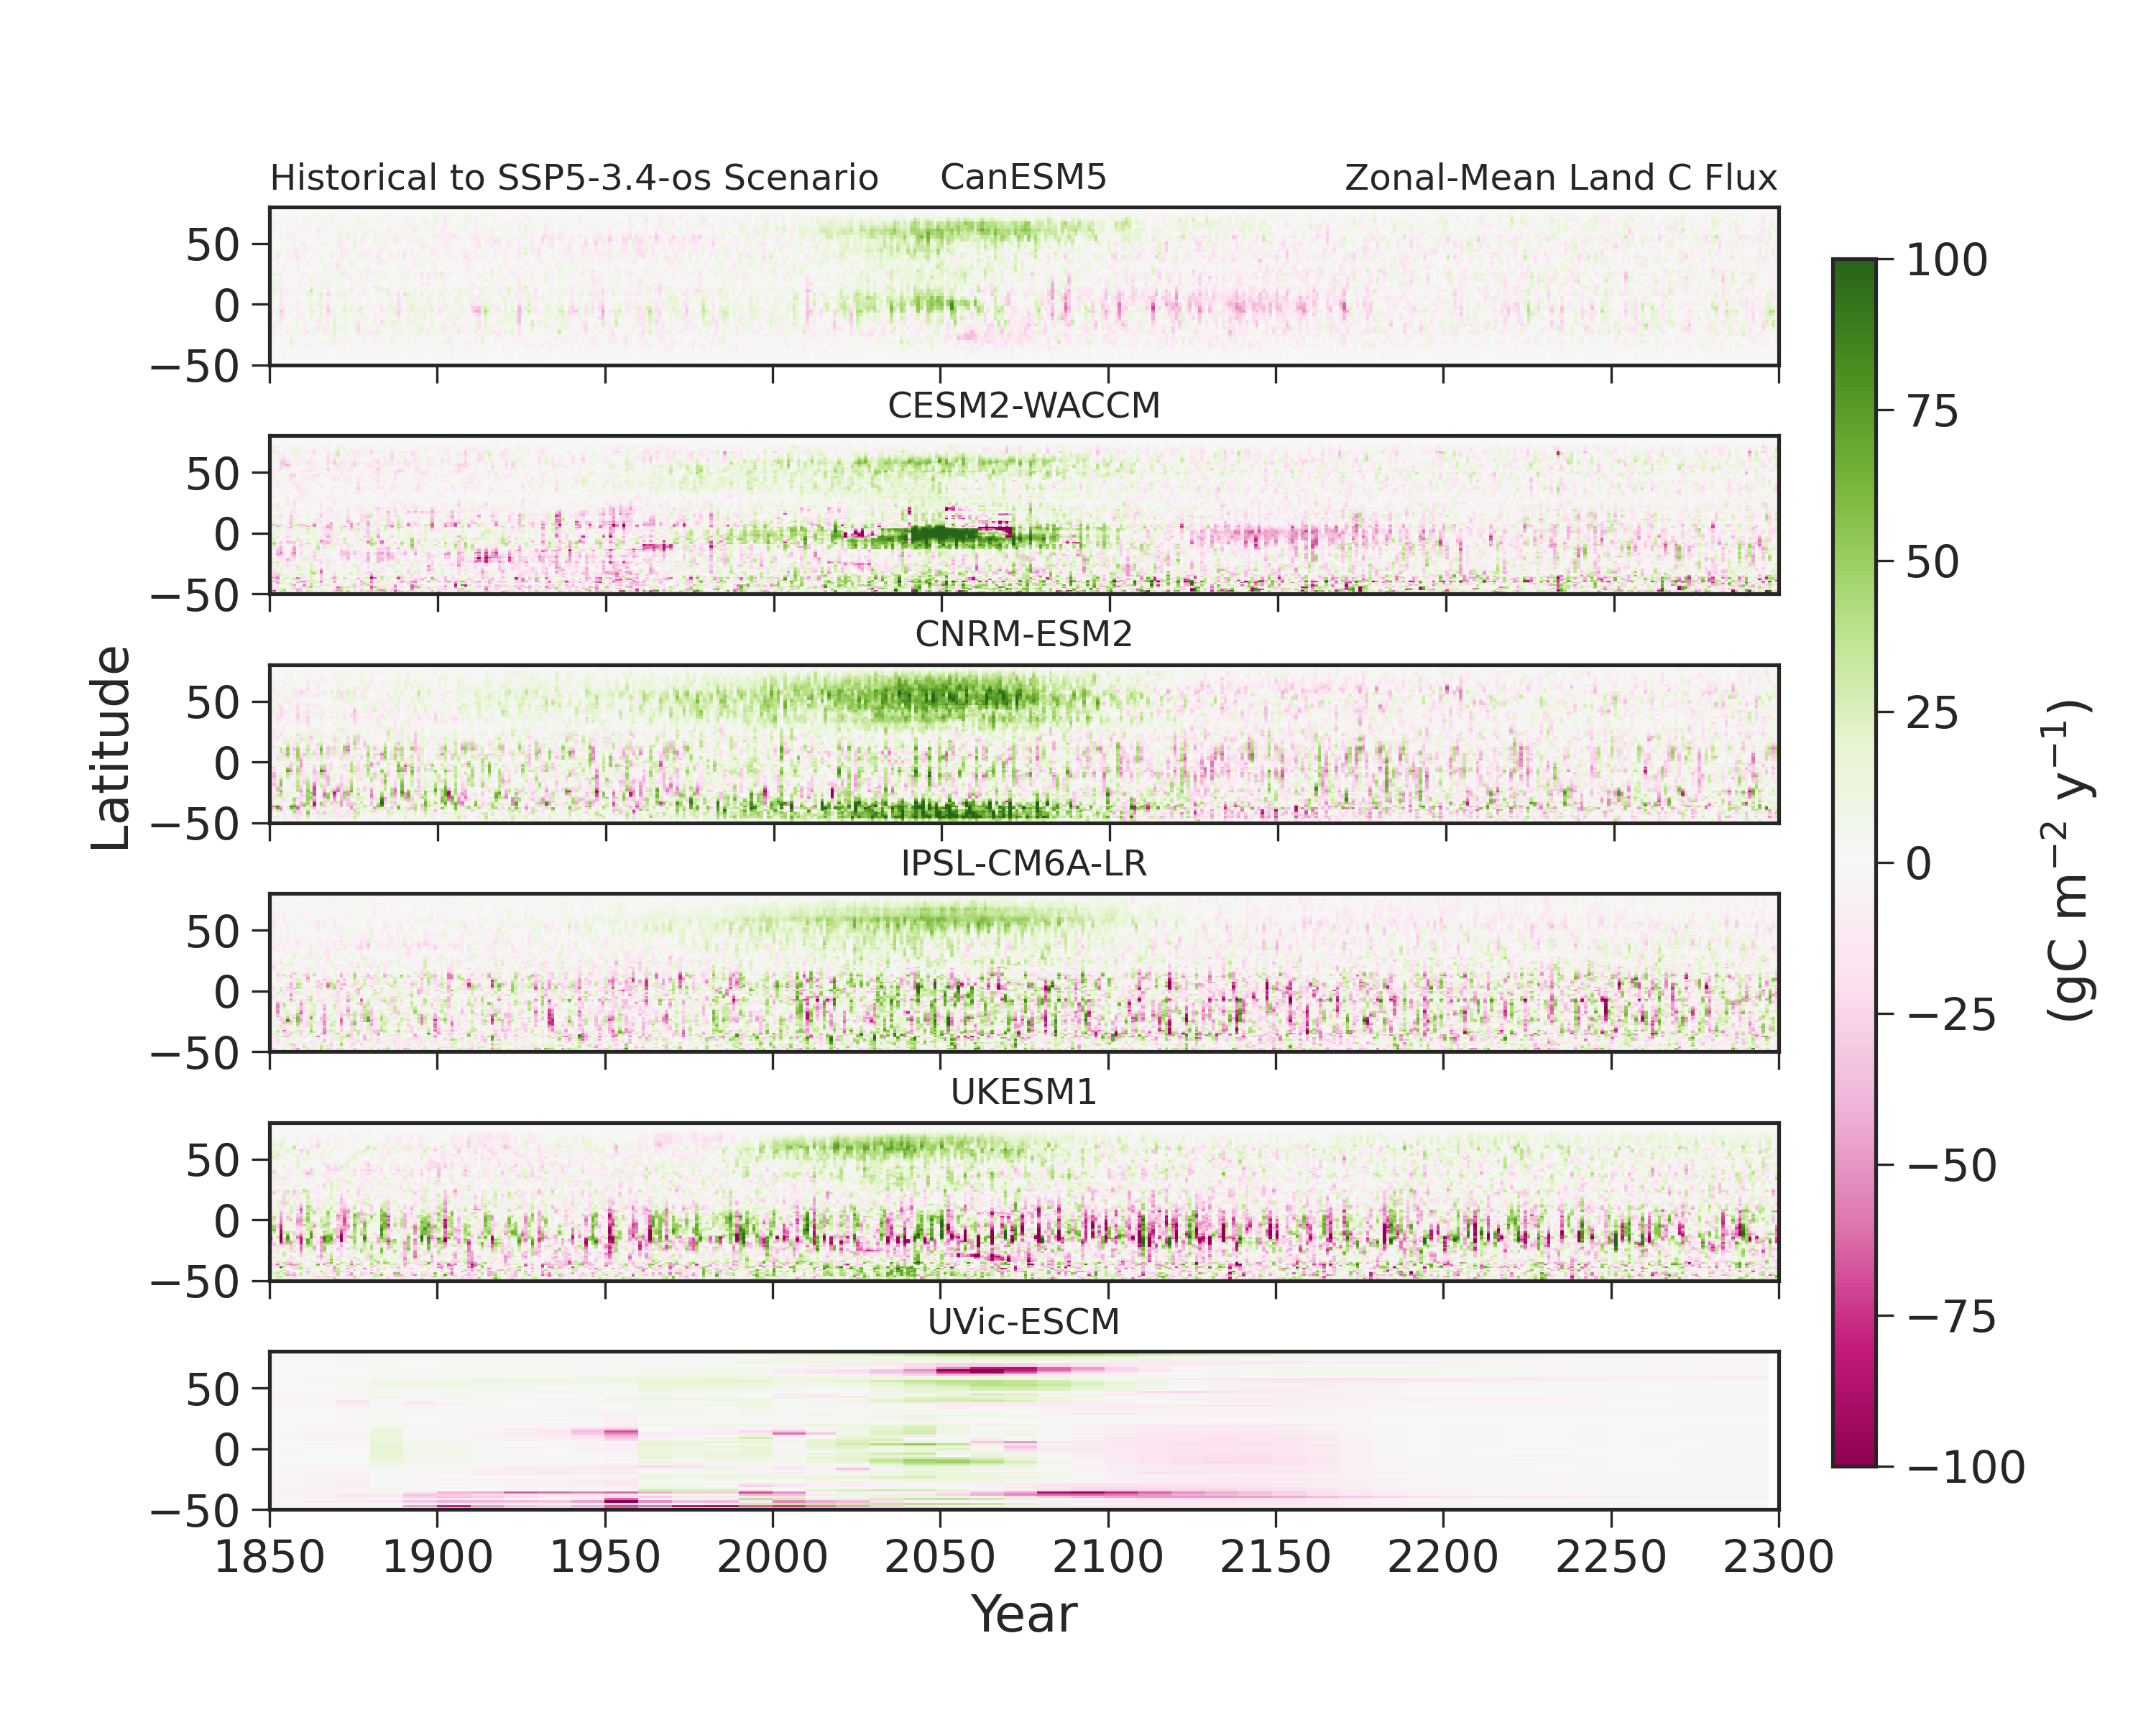 Historical to SSP5-3.4-os Scenario CanESM5 Zonal-Mean Land C Flux
50
0
−50
CESM2-WACCM
50
0
−50
CNRM-ESM2
50
0
−50
IPSL-CM6A-LR
50
0
−50
UKESM1
50
0
−50
UVic-ESCM
50
0
−50
1850 1900 1950 2000 2050 2100 2150 2200 2250 2300
Year
Latitude
100
75
50
25
0
−25
−50
−75
−100
(gC m⁻² y⁻¹)